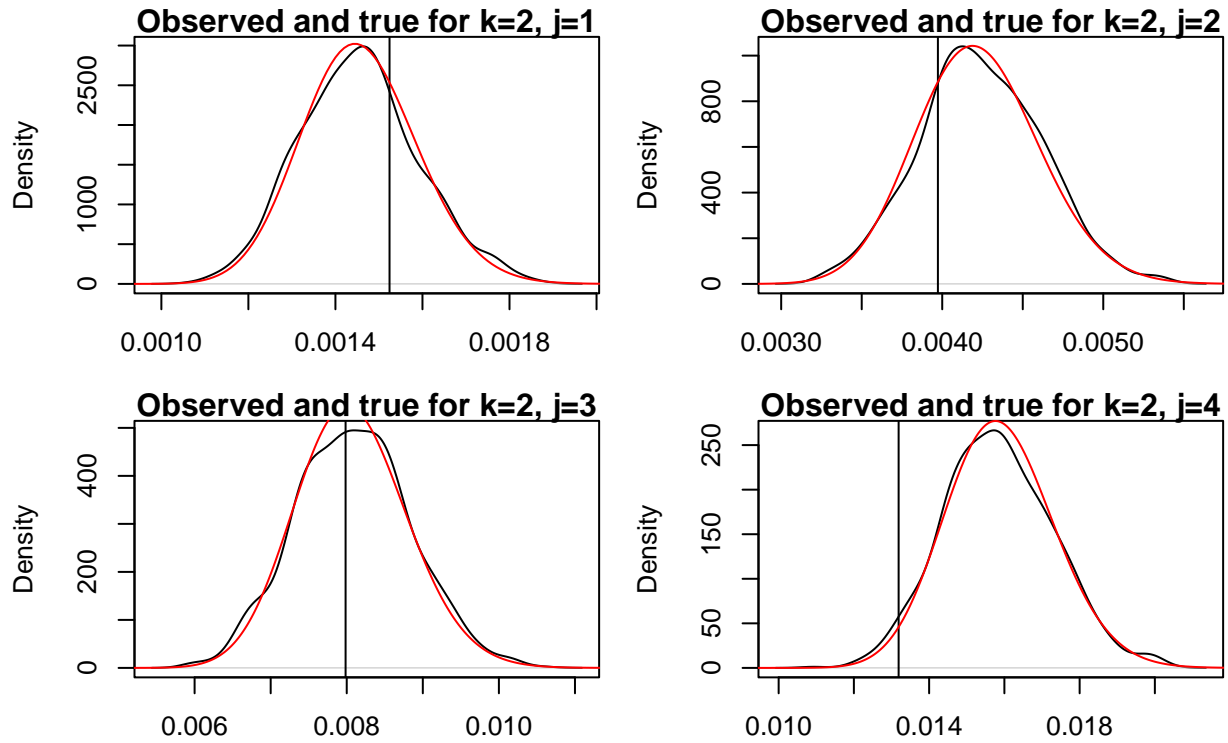 Observed and true for k=2, j=1
Density
0 1000 2500
0.0010 0.0014 0.0018
Observed and true for k=2, j=2
Density
0 400 800
0.0030 0.0040 0.0050
Observed and true for k=2, j=3
Density
0 200 400
0.006 0.008 0.010
Observed and true for k=2, j=4
Density
0 50 150 250
0.010 0.014 0.018